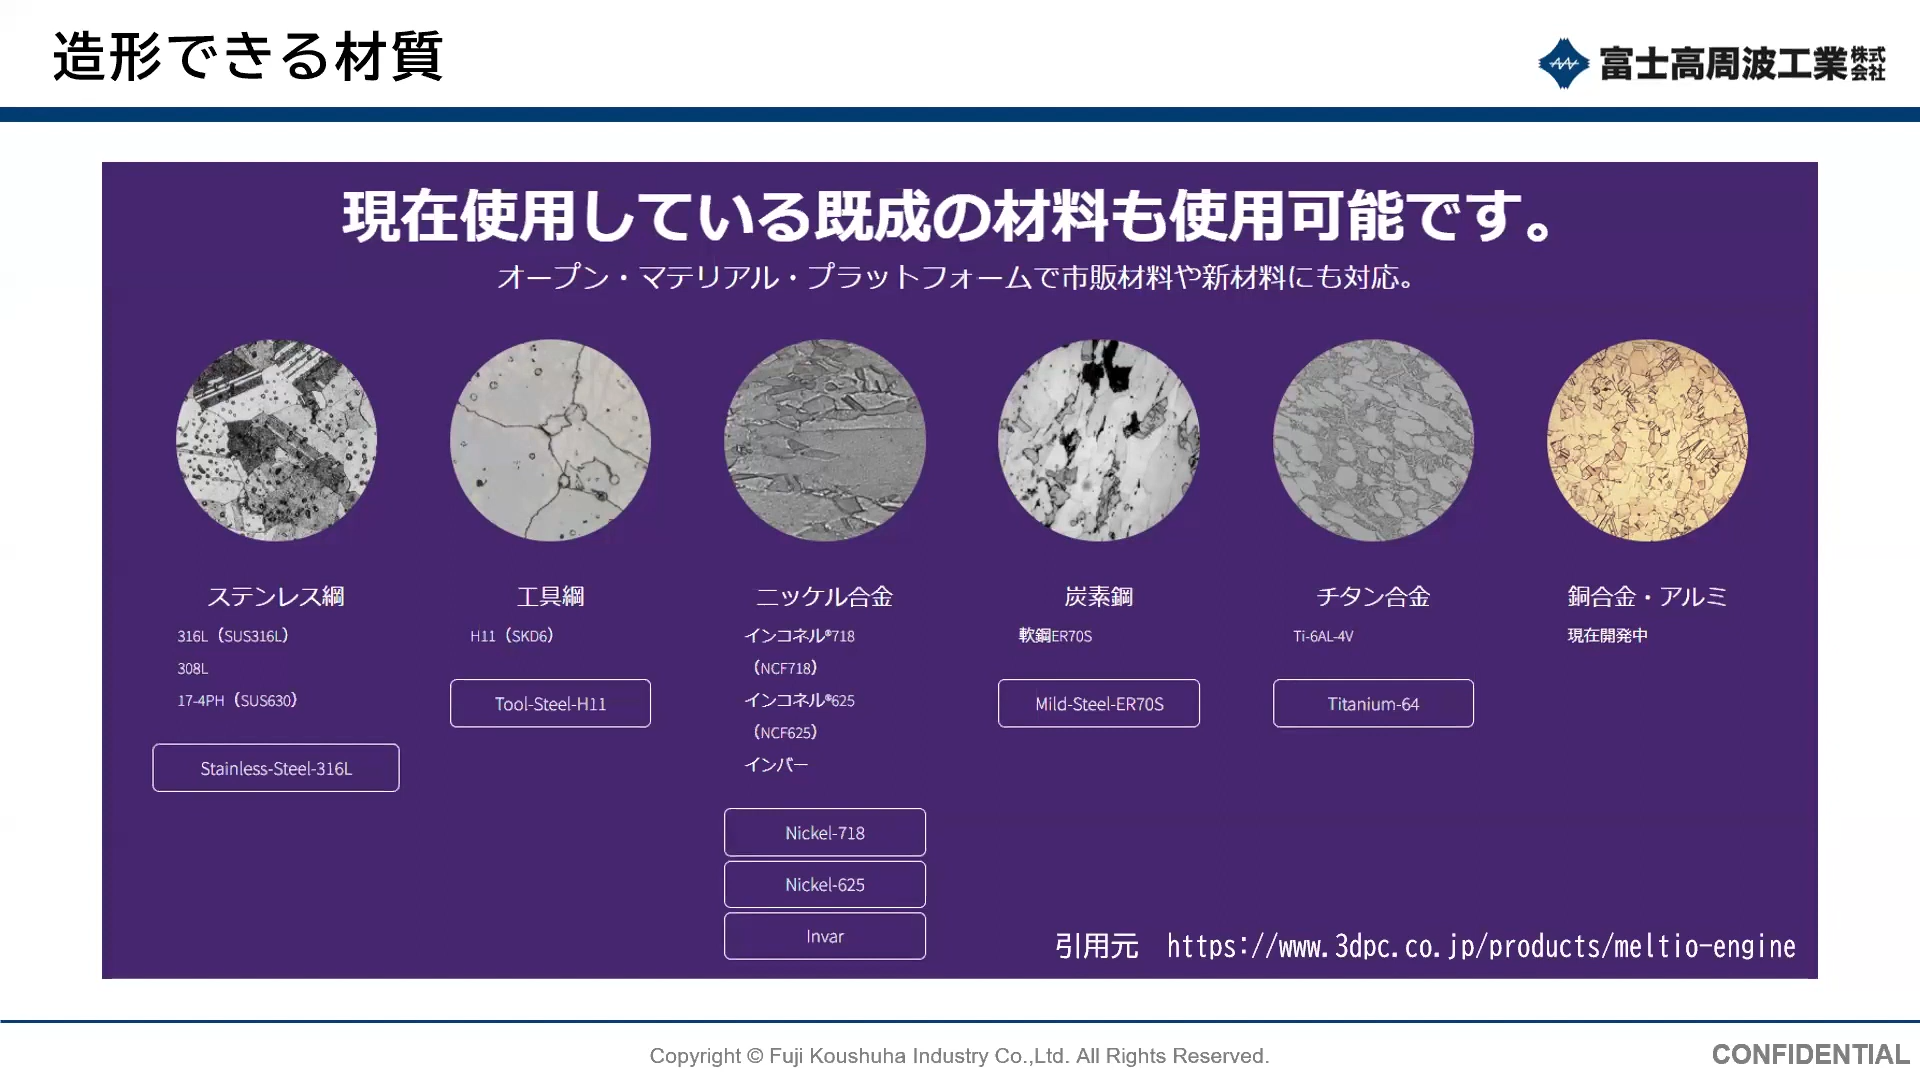 造形できる材質
富士高周波工業株式会社
現在使用している既成の材料も使用可能です。
オープン・マテリアル・プラットフォームで市販材料や新材料にも対応。
ステンレス綱
316L（SUS316L）
308L
17-4PH（SUS630）
Stainless-Steel-316L
工具綱
H11（SKD6）
Tool-Steel-H11
ニッケル合金
インコネル®718
（NCF718）
インコネル®625
（NCF625）
インバー
Nickel-718
Nickel-625
Invar
炭素鋼
軟鋼ER70S
Mild-Steel-ER70S
チタン合金
Ti-6AL-4V
Titanium-64
銅合金・アルミ
現在開発中
引用元　https://www.3dpc.co.jp/products/meltio-engine
Copyright © Fuji Koushuha Industry Co.,Ltd. All Rights Reserved.
CONFIDENTIAL